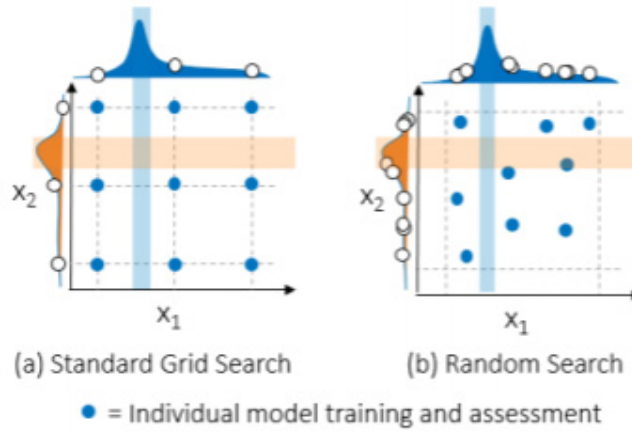 X₂
X₁
X₂
X₁
(a) Standard Grid Search
(b) Random Search
= Individual model training and assessment